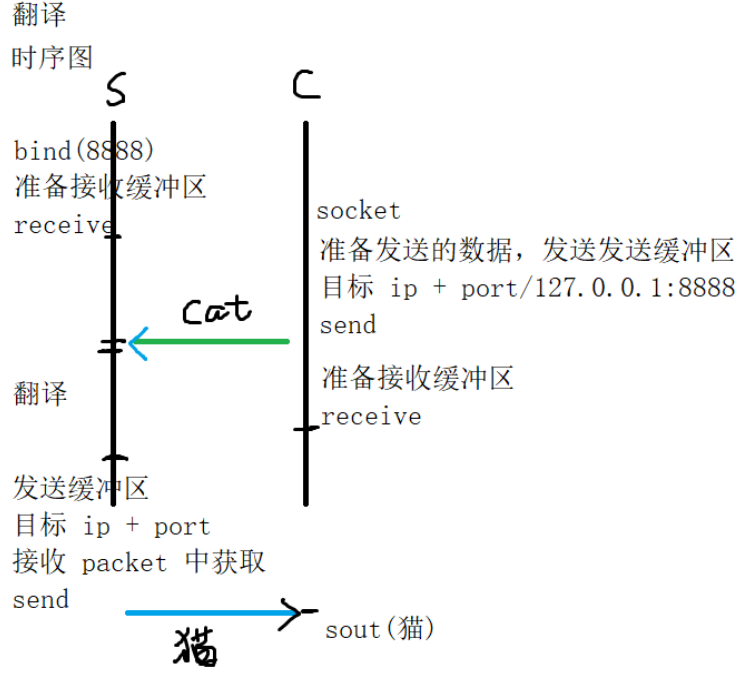 翻译
时序图
S
C
bind(8888)
准备接收缓冲区
receive
socket
准备发送的数据，发送发送缓冲区
目标 ip + port/127.0.0.1:8888
send
cat
准备接收缓冲区
receive
翻译
发送缓冲区
目标 ip + port
接收 packet 中获取
send
猫
sout(猫)